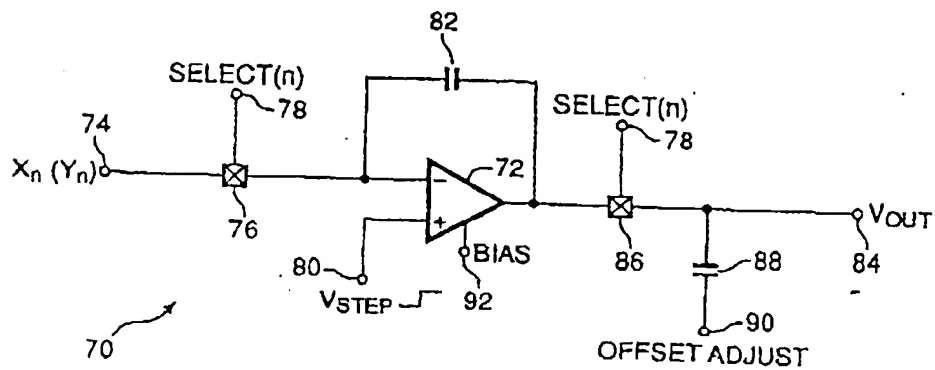 82
SELECT(n)
78
SELECT(n)
78
74
72
Xn (Yn)
−
76
+
80
BIAS
92
VSTEP
86
88
VOUT
84
90
OFFSET ADJUST
70